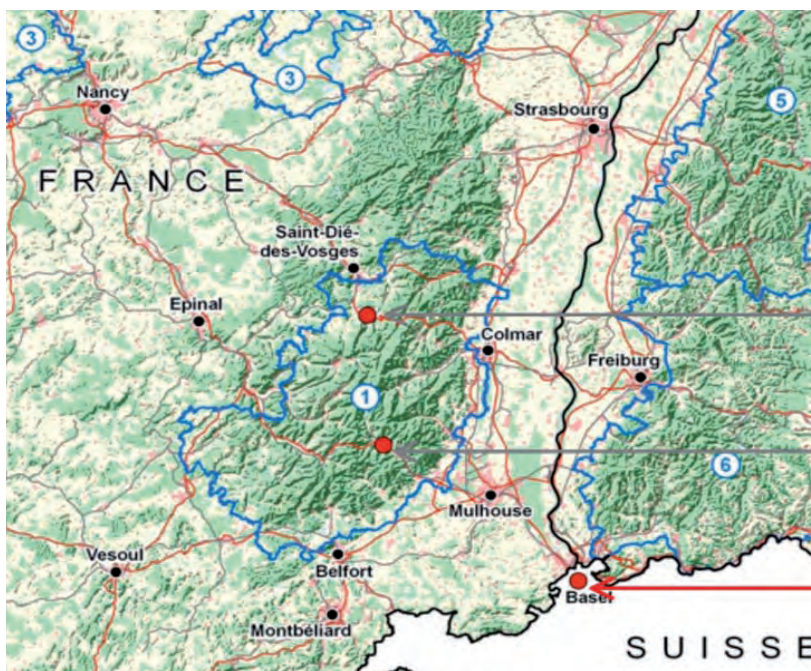 3
3
Nancy
Strasbourg
5
FRANCE
Saint-Dié-
des-Vosges
Epinal
Colmar
Freiburg
1
6
Mulhouse
Vesoul
Belfort
Basel
Montbéliard
SUISSE